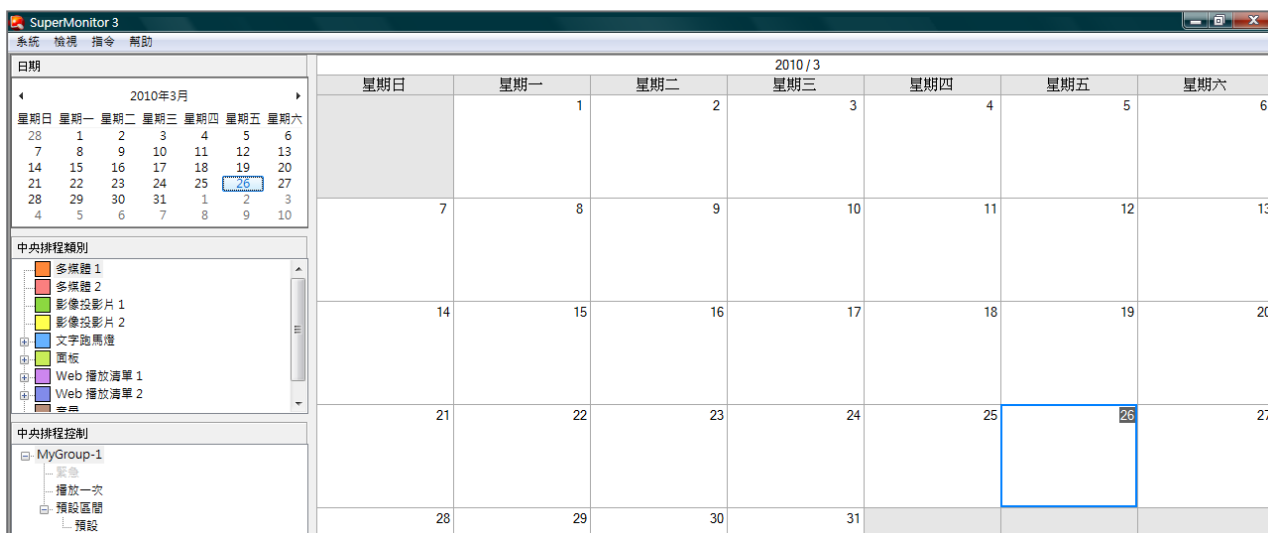 SuperMonitor 3
系統 檢視 指令 幫助
日期
2010年3月
星期日 星期一 星期二 星期三 星期四 星期五 星期六
28 1 2 3 4 5 6
7 8 9 10 11 12 13
14 15 16 17 18 19 20
21 22 23 24 25 26 27
28 29 30 31 1 2 3
4 5 6 7 8 9 10
中央排程類別
多媒體 1
多媒體 2
影像投影片 1
影像投影片 2
文字跑馬燈
面板
Web 播放清單 1
Web 播放清單 2
中央排程控制
MyGroup-1
緊急
播放一次
預設區間
預設
2010 / 3
星期日 星期一 星期二 星期三 星期四 星期五 星期六
1 2 3 4 5 6
7 8 9 10 11 12 13
14 15 16 17 18 19 20
21 22 23 24 25 26 27
28 29 30 31